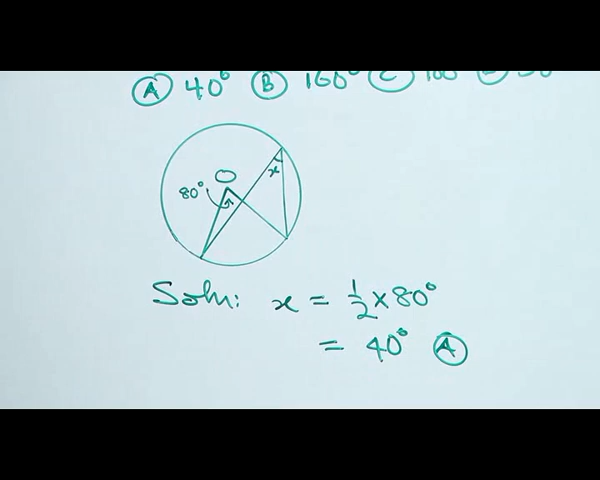 Ⓐ 40° Ⓑ 160° Ⓒ
80° O x
Soln: x = 1/2 × 80°
= 40° Ⓐ